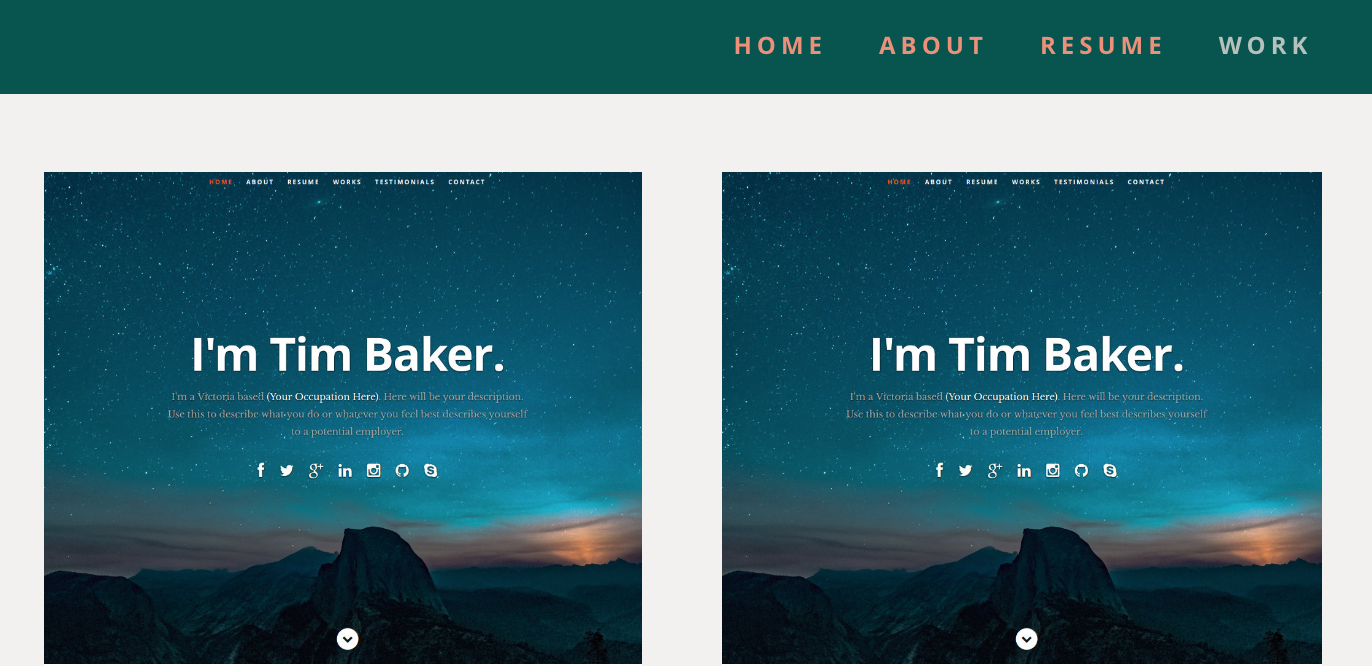 HOME ABOUT RESUME WORK
HOME ABOUT RESUME WORKS TESTIMONIALS CONTACT
I'm Tim Baker.
I'm a Victoria based (Your Occupation Here). Here will be your description.
Use this to describe what you do or whatever you feel best describes yourself
to a potential employer.
HOME ABOUT RESUME WORKS TESTIMONIALS CONTACT
I'm Tim Baker.
I'm a Victoria based (Your Occupation Here). Here will be your description.
Use this to describe what you do or whatever you feel best describes yourself
to a potential employer.